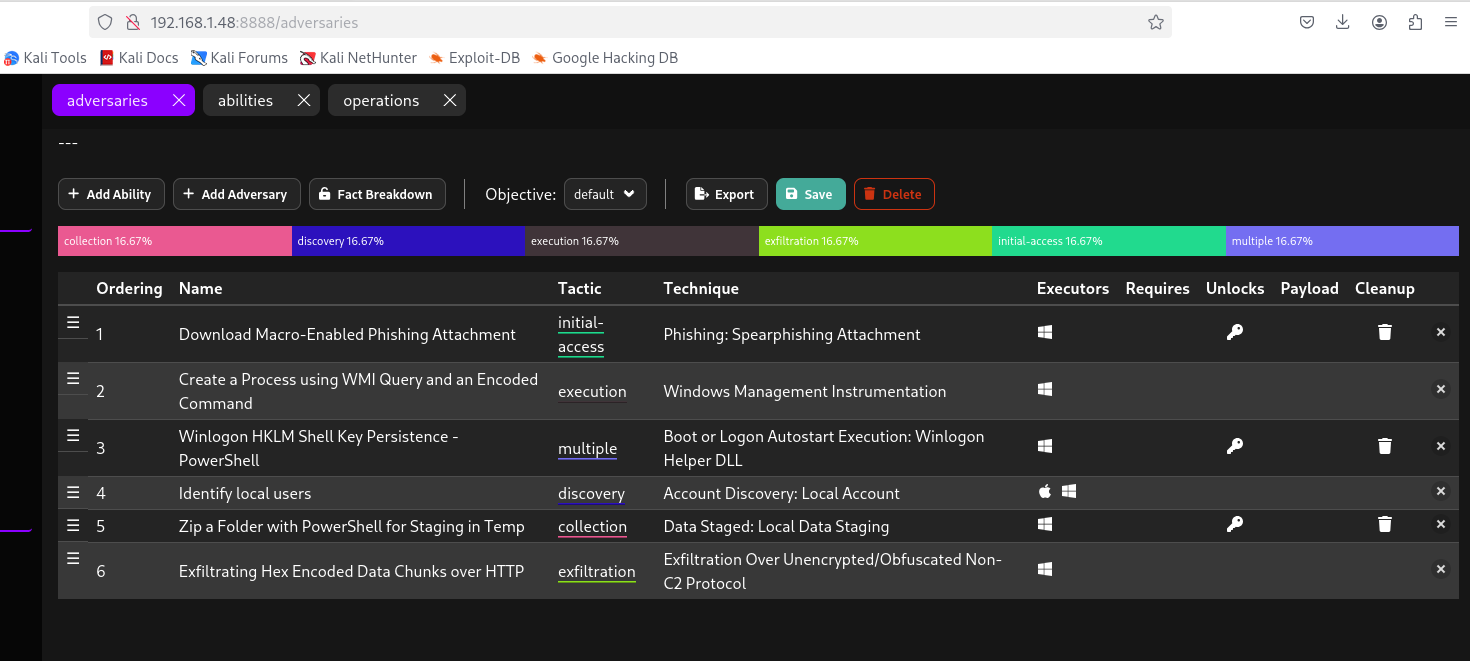 192.168.1.48:8888/adversaries
Kali Tools Kali Docs Kali Forums Kali NetHunter Exploit-DB Google Hacking DB
adversaries abilities operations
---
+ Add Ability + Add Adversary Fact Breakdown Objective: default Export Save Delete
collection 16.67% discovery 16.67% execution 16.67% exfiltration 16.67% initial-access 16.67% multiple 16.67%
Ordering Name Tactic Technique Executors Requires Unlocks Payload Cleanup
1 Download Macro-Enabled Phishing Attachment initial-
access Phishing: Spearphishing Attachment
2 Create a Process using WMI Query and an Encoded
Command execution Windows Management Instrumentation
3 Winlogon HKLM Shell Key Persistence -
PowerShell multiple Boot or Logon Autostart Execution: Winlogon
Helper DLL
4 Identify local users discovery Account Discovery: Local Account
5 Zip a Folder with PowerShell for Staging in Temp collection Data Staged: Local Data Staging
6 Exfiltrating Hex Encoded Data Chunks over HTTP exfiltration Exfiltration Over Unencrypted/Obfuscated Non-
C2 Protocol